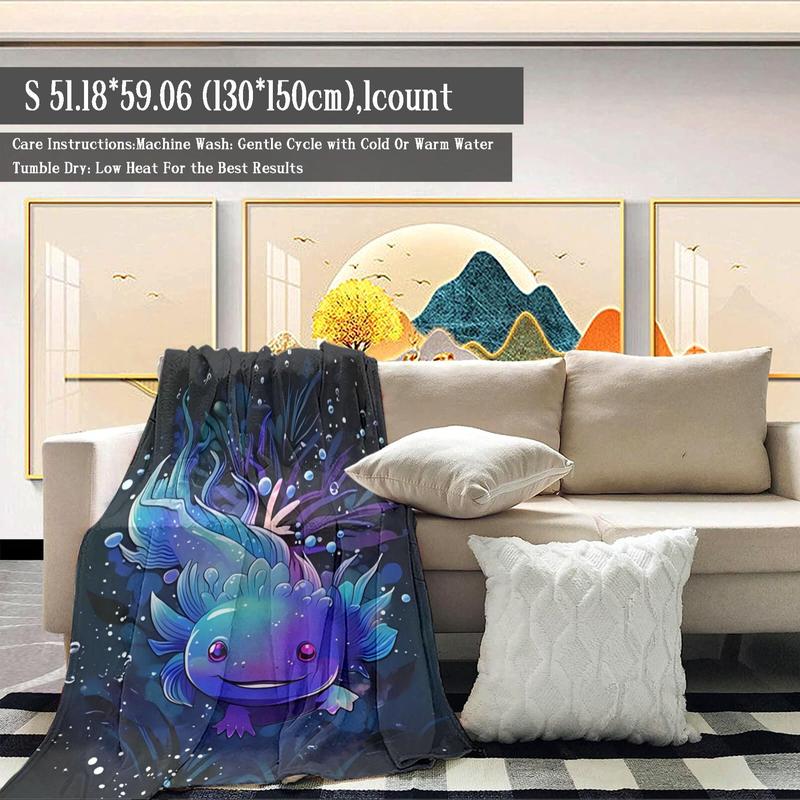 S 51.18*59.06 (130*150cm),1count
Care Instructions:Machine Wash: Gentle Cycle with Cold Or Warm Water
Tumble Dry: Low Heat For the Best Results